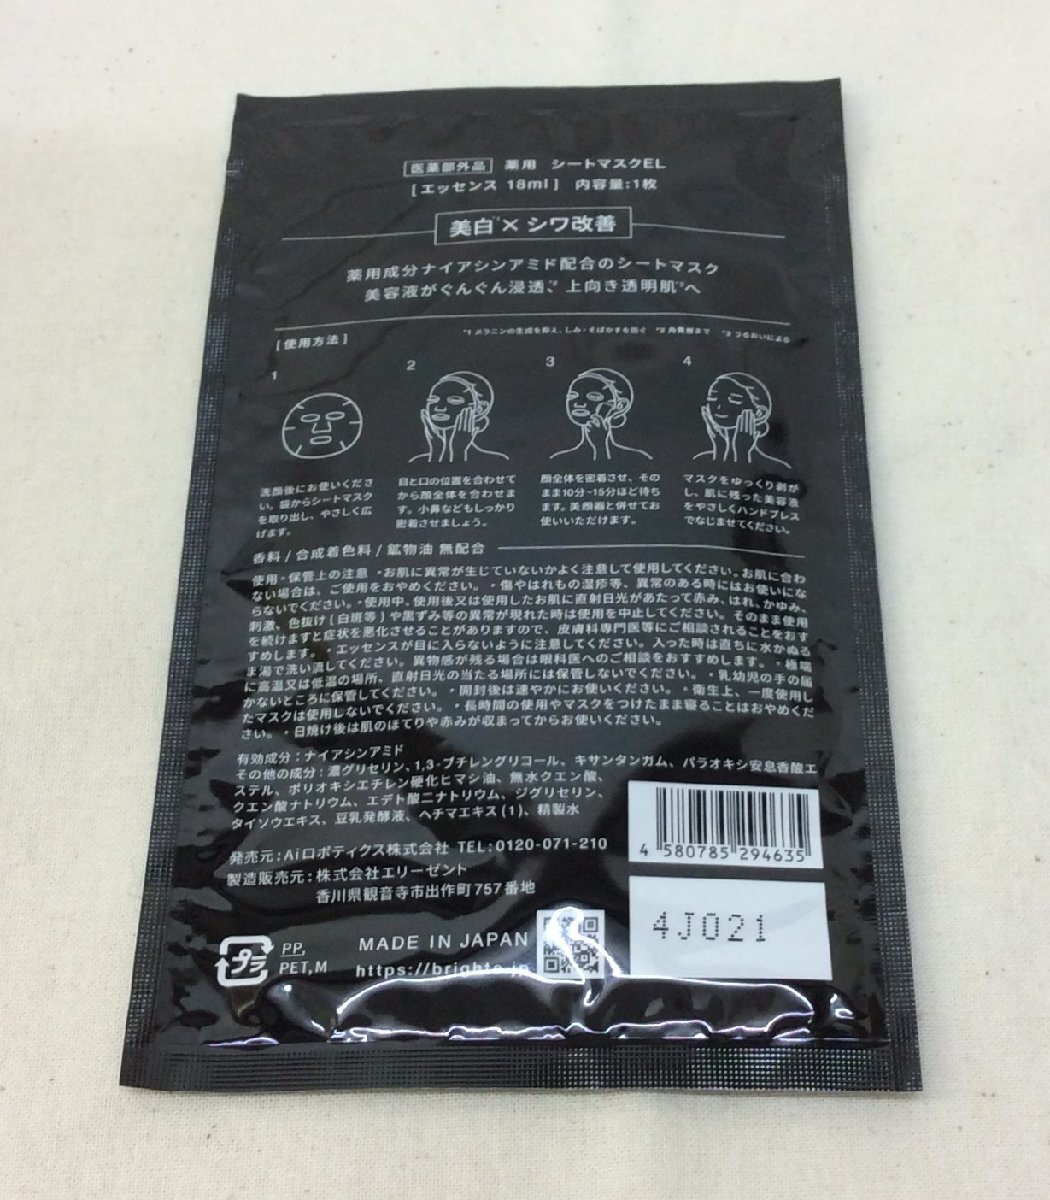 医薬部外品 薬用 シートマスクEL
[エッセンス 18ml] 内容量:1枚
美白*1×シワ改善
薬用成分ナイアシンアミド配合のシートマスク
美容液がぐんぐん浸透*2、上向き透明肌*3へ
*1 メラニンの生成を抑え、しみ・そばかすを防ぐ *2 角質層まで *3 うるおいによる
[使用方法]
1 2 3 4
洗顔後にお使いくださ
い。袋からシートマスク
を取り出し、やさしく広
げます。
目と口の位置を合わせて
から顔全体を合わせま
す。小鼻などもしっかり
密着させましょう。
顔全体を密着させ、その
まま10分-15分ほど待ち
ます。美顔器と併せてお
使いいただけます。
マスクをゆっくり剥が
し、肌に残った美容液
をやさしくハンドプレス
でなじませてください。
香料/合成着色料/鉱物油 無配合
使用・保管上の注意 ・お肌に異常が生じていないかよく注意して使用してください。お肌に合わ
ない場合は、ご使用をおやめください。・傷やはれもの湿疹等、異常のある時にはお使いにな
らないでください。・使用中、使用後又は使用したお肌に直射日光があたって赤み、はれ、かゆみ、
刺激、色抜け(白斑等)や黒ずみ等の異常が現れた時は使用を中止してください。そのまま使用
を続けますと症状を悪化させることがありますので、皮膚科専門医等にご相談されることをおす
すめします。・エッセンスが目に入らないように注意してください。入った時は直ちに水かぬる
ま湯で洗い流してください。異物感が残る場合は眼科医へのご相談をおすすめします。・極端
に高温又は低温の場所、直射日光の当たる場所には保管しないでください。・乳幼児の手の届
かないところに保管してください。・開封後は速やかにお使いください。・衛生上、一度使用し
たマスクは使用しないでください。・長時間の使用やマスクをつけたまま寝ることはおやめくだ
さい。・日焼け後は肌のほてりや赤みが収まってからお使いください。
有効成分:ナイアシンアミド
その他の成分:濃グリセリン、1,3-ブチレングリコール、キサンタンガム、パラオキシ安息香酸エ
ステル、ポリオキシエチレン硬化ヒマシ油、無水クエン酸、
クエン酸ナトリウム、エデト酸二ナトリウム、ジグリセリン、
タイソウエキス、豆乳発酵液、ヘチマエキス(1)、精製水
発売元:Aiロボティクス株式会社 TEL:0120-071-210
製造販売元:株式会社エリーゼント
香川県観音寺市出作町757番地
4 580785 294635
4J021
プラ PP,
PET,M
MADE IN JAPAN
https://brighte.jp